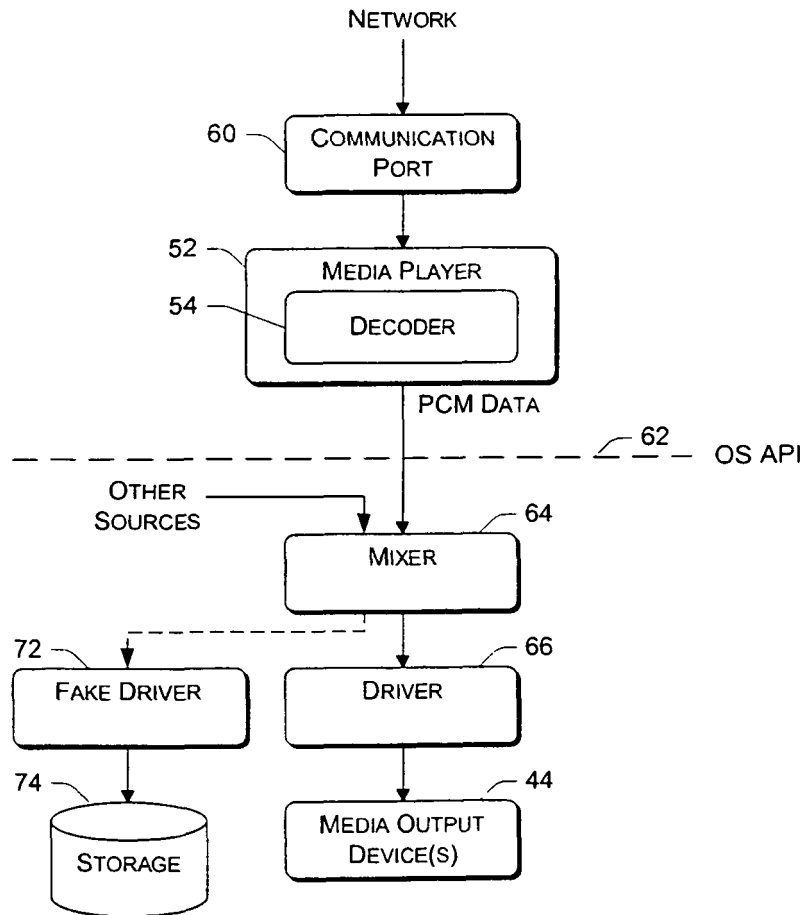 NETWORK
60
COMMUNICATION
PORT
52
MEDIA PLAYER
54
DECODER
PCM DATA
62
OS API
OTHER
SOURCES
64
MIXER
72
66
FAKE DRIVER
DRIVER
74
44
STORAGE
MEDIA OUTPUT
DEVICE(S)